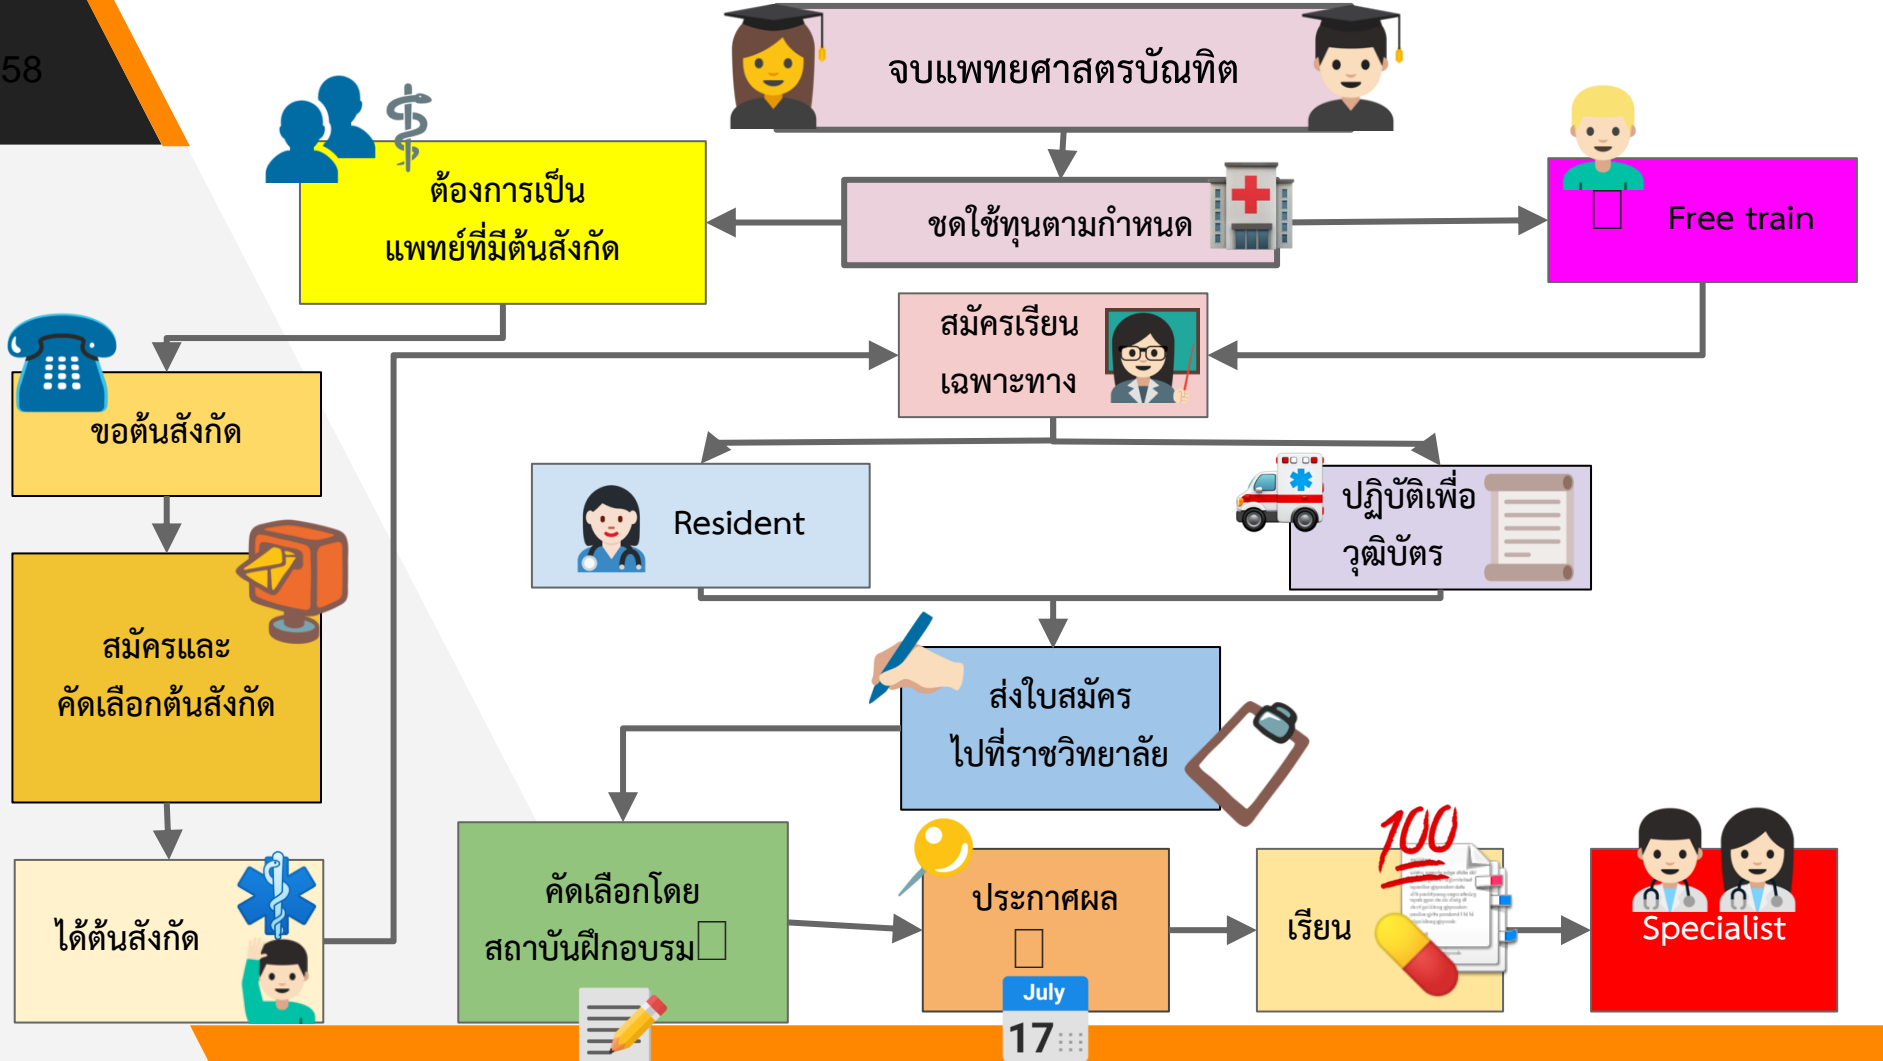 58
จบแพทยศาสตรบัณทิต
ต้องการเป็น
แพทย์ที่มีต้นสังกัด
ชดใช้ทุนตามกำหนด
Free train
สมัครเรียน
เฉพาะทาง
ขอต้นสังกัด
Resident
ปฏิบัติเพื่อ
วุฒิบัตร
สมัครและ
คัดเลือกต้นสังกัด
ส่งใบสมัคร
ไปที่ราชวิทยาลัย
ได้ต้นสังกัด
คัดเลือกโดย
สถาบันฝึกอบรม
ประกาศผล
July
17
เรียน
100
Specialist